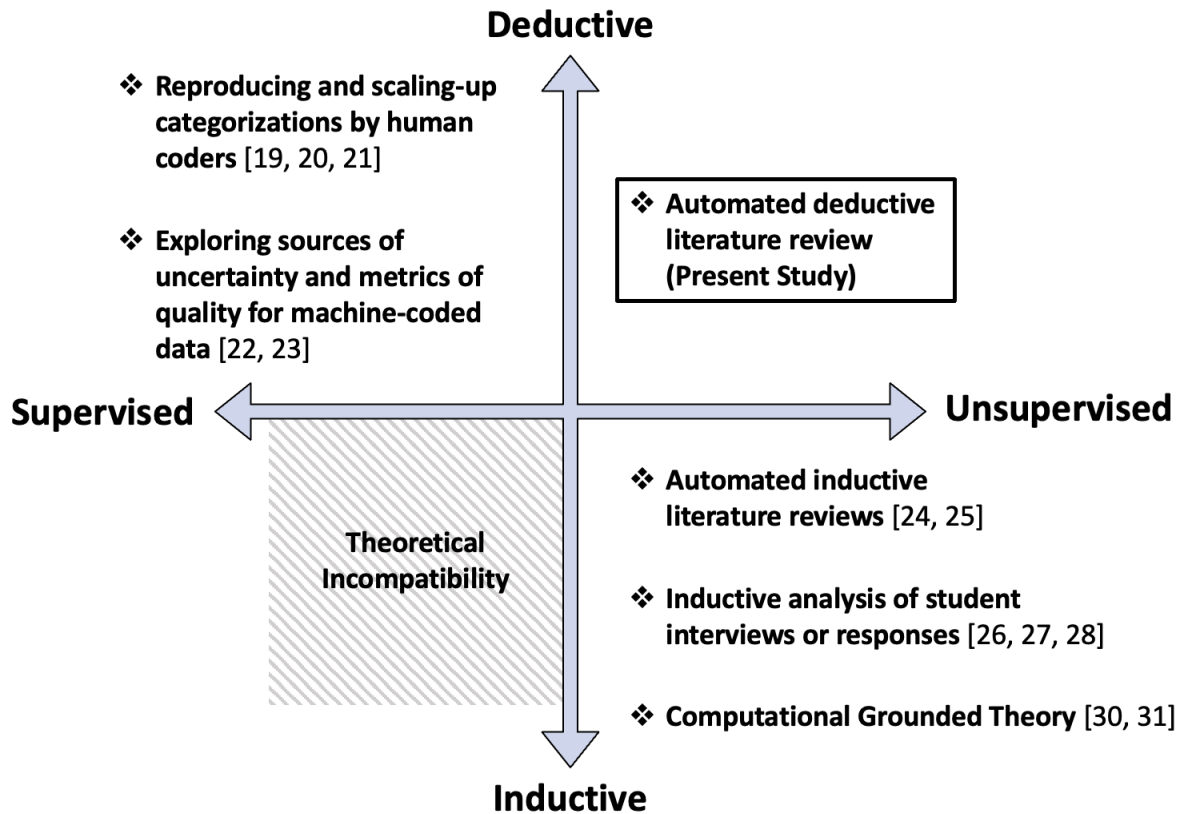 Deductive
❖ Reproducing and scaling-up
categorizations by human
coders [19, 20, 21]
❖ Exploring sources of
uncertainty and metrics of
quality for machine-coded
data [22, 23]
❖ Automated deductive
literature review
(Present Study)
Supervised
Unsupervised
Theoretical
Incompatibility
❖ Automated inductive
literature reviews [24, 25]
❖ Inductive analysis of student
interviews or responses [26, 27, 28]
❖ Computational Grounded Theory [30, 31]
Inductive